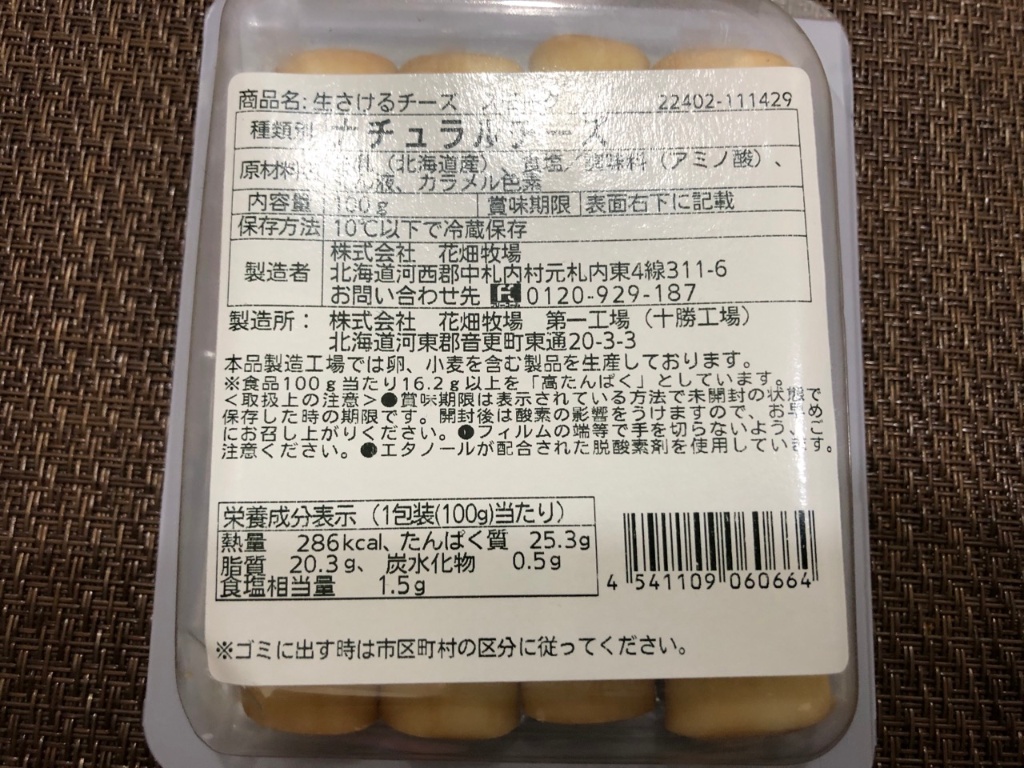 商品名:生さけるチーズ スモーク 22402-111429
種類別 ナチュラルチーズ
原材料名 生乳(北海道産)、食塩/調味料(アミノ酸)、
くん液、カラメル色素
内容量 100g 賞味期限 表面右下に記載
保存方法 10℃以下で冷蔵保存
製造者 株式会社 花畑牧場
北海道河西郡中札内村元札内東4線311-6
お問い合わせ先 0120-929-187
製造所: 株式会社 花畑牧場 第一工場(十勝工場)
北海道河東郡音更町東通20-3-3
本品製造工場では卵、小麦を含む製品を生産しております。
※食品100g当たり16.2g以上を「高たんぱく」としています。
<取扱上の注意>●賞味期限は表示されている方法で未開封の状態で
保存した時の期限です。開封後は酸素の影響をうけますので、お早め
にお召し上がりください。●フィルムの端等で手を切らないよう、ご
注意ください。●エタノールが配合された脱酸素剤を使用しています。
栄養成分表示(1包装(100g)当たり)
熱量 286kcal、たんぱく質 25.3g
脂質 20.3g、炭水化物 0.5g
食塩相当量 1.5g
4 541109 060664
※ゴミに出す時は市区町村の区分に従ってください。